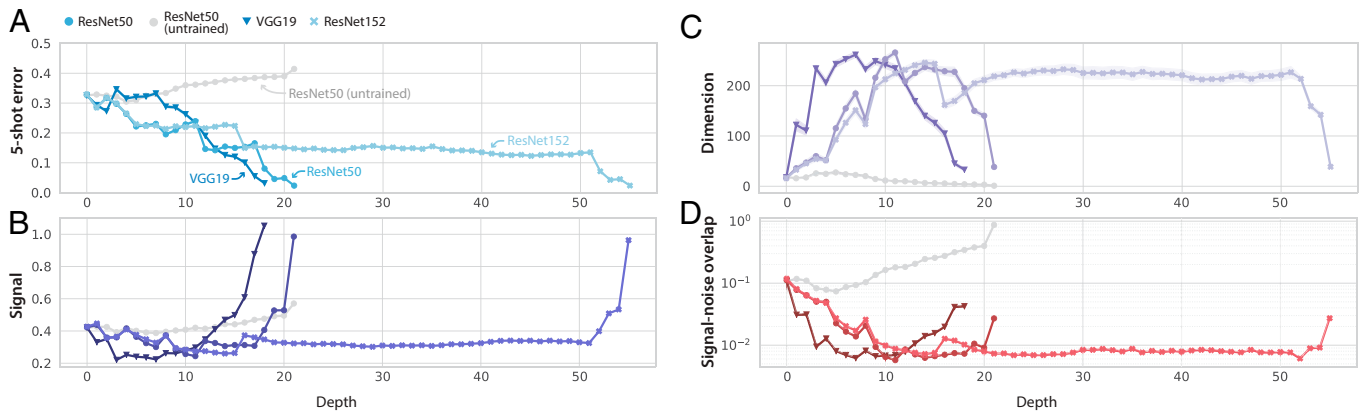 ResNet50
ResNet50
(untrained)
VGG19
ResNet152
A
0.5
0.4
0.3
0.2
0.1
0.0
5-shot error
ResNet50 (untrained)
ResNet152
VGG19
ResNet50
0 10 20 30 40 50
B
1.0
0.8
0.6
0.4
0.2
Signal
0 10 20 30 40 50
Depth
C
200
100
0
Dimension
0 10 20 30 40 50
D
10⁰
10⁻¹
10⁻²
Signal-noise overlap
0 10 20 30 40 50
Depth